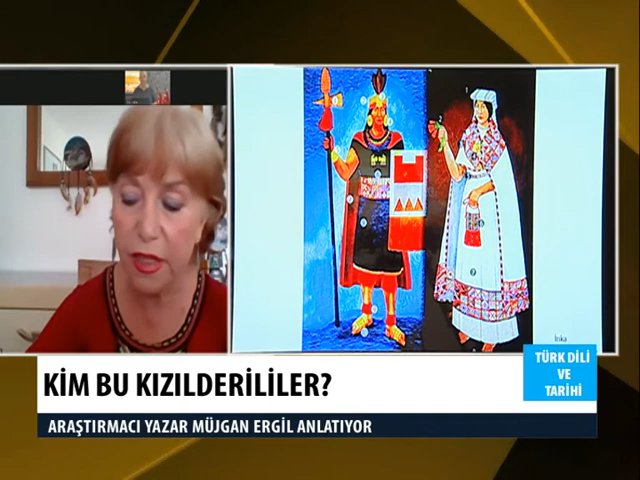 İnka
TÜRK DİLİ
VE
TARİHİ
KİM BU KIZILDERİLİLER?
ARAŞTIRMACI YAZAR MÜJGAN ERGİL ANLATIYOR